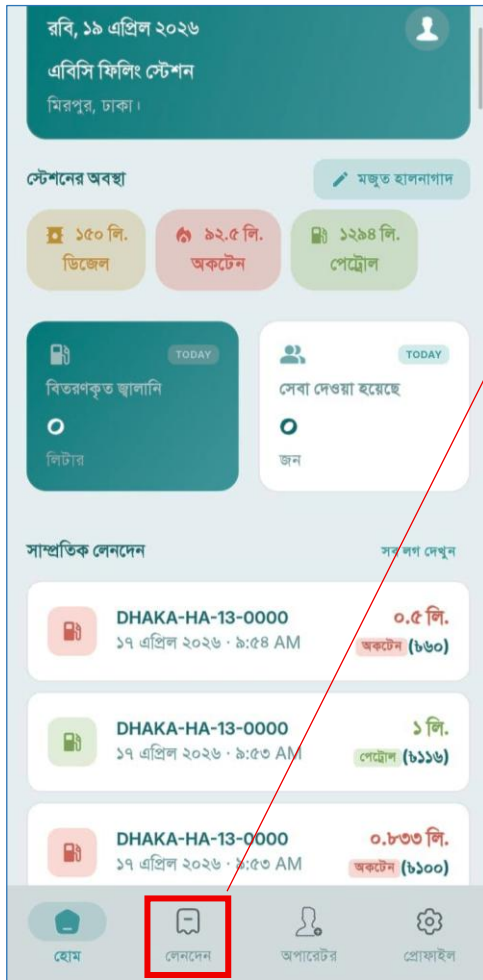 রবি, ১৯ এপ্রিল ২০২৬
এবিসি ফিলিং স্টেশন
মিরপুর, ঢাকা।
স্টেশনের অবস্থা
মজুত হালনাগাদ
১৫০ লি.
ডিজেল
৯২.৫ লি.
অকটেন
১২৯৪ লি.
পেট্রোল
TODAY
বিতরণকৃত জ্বালানি
০
লিটার
TODAY
সেবা দেওয়া হয়েছে
০
জন
সাম্প্রতিক লেনদেন
সব লগ দেখুন
DHAKA-HA-13-0000
১৭ এপ্রিল ২০২৬ · ৯:৫৪ AM
০.৫ লি.
অকটেন (৳৬০)
DHAKA-HA-13-0000
১৭ এপ্রিল ২০২৬ · ৯:৫৩ AM
১ লি.
পেট্রোল (৳১১৬)
DHAKA-HA-13-0000
১৭ এপ্রিল ২০২৬ · ৯:৫৩ AM
০.৮৩৩ লি.
অকটেন (৳১০০)
হোম
লেনদেন
অপারেটর
প্রোফাইল